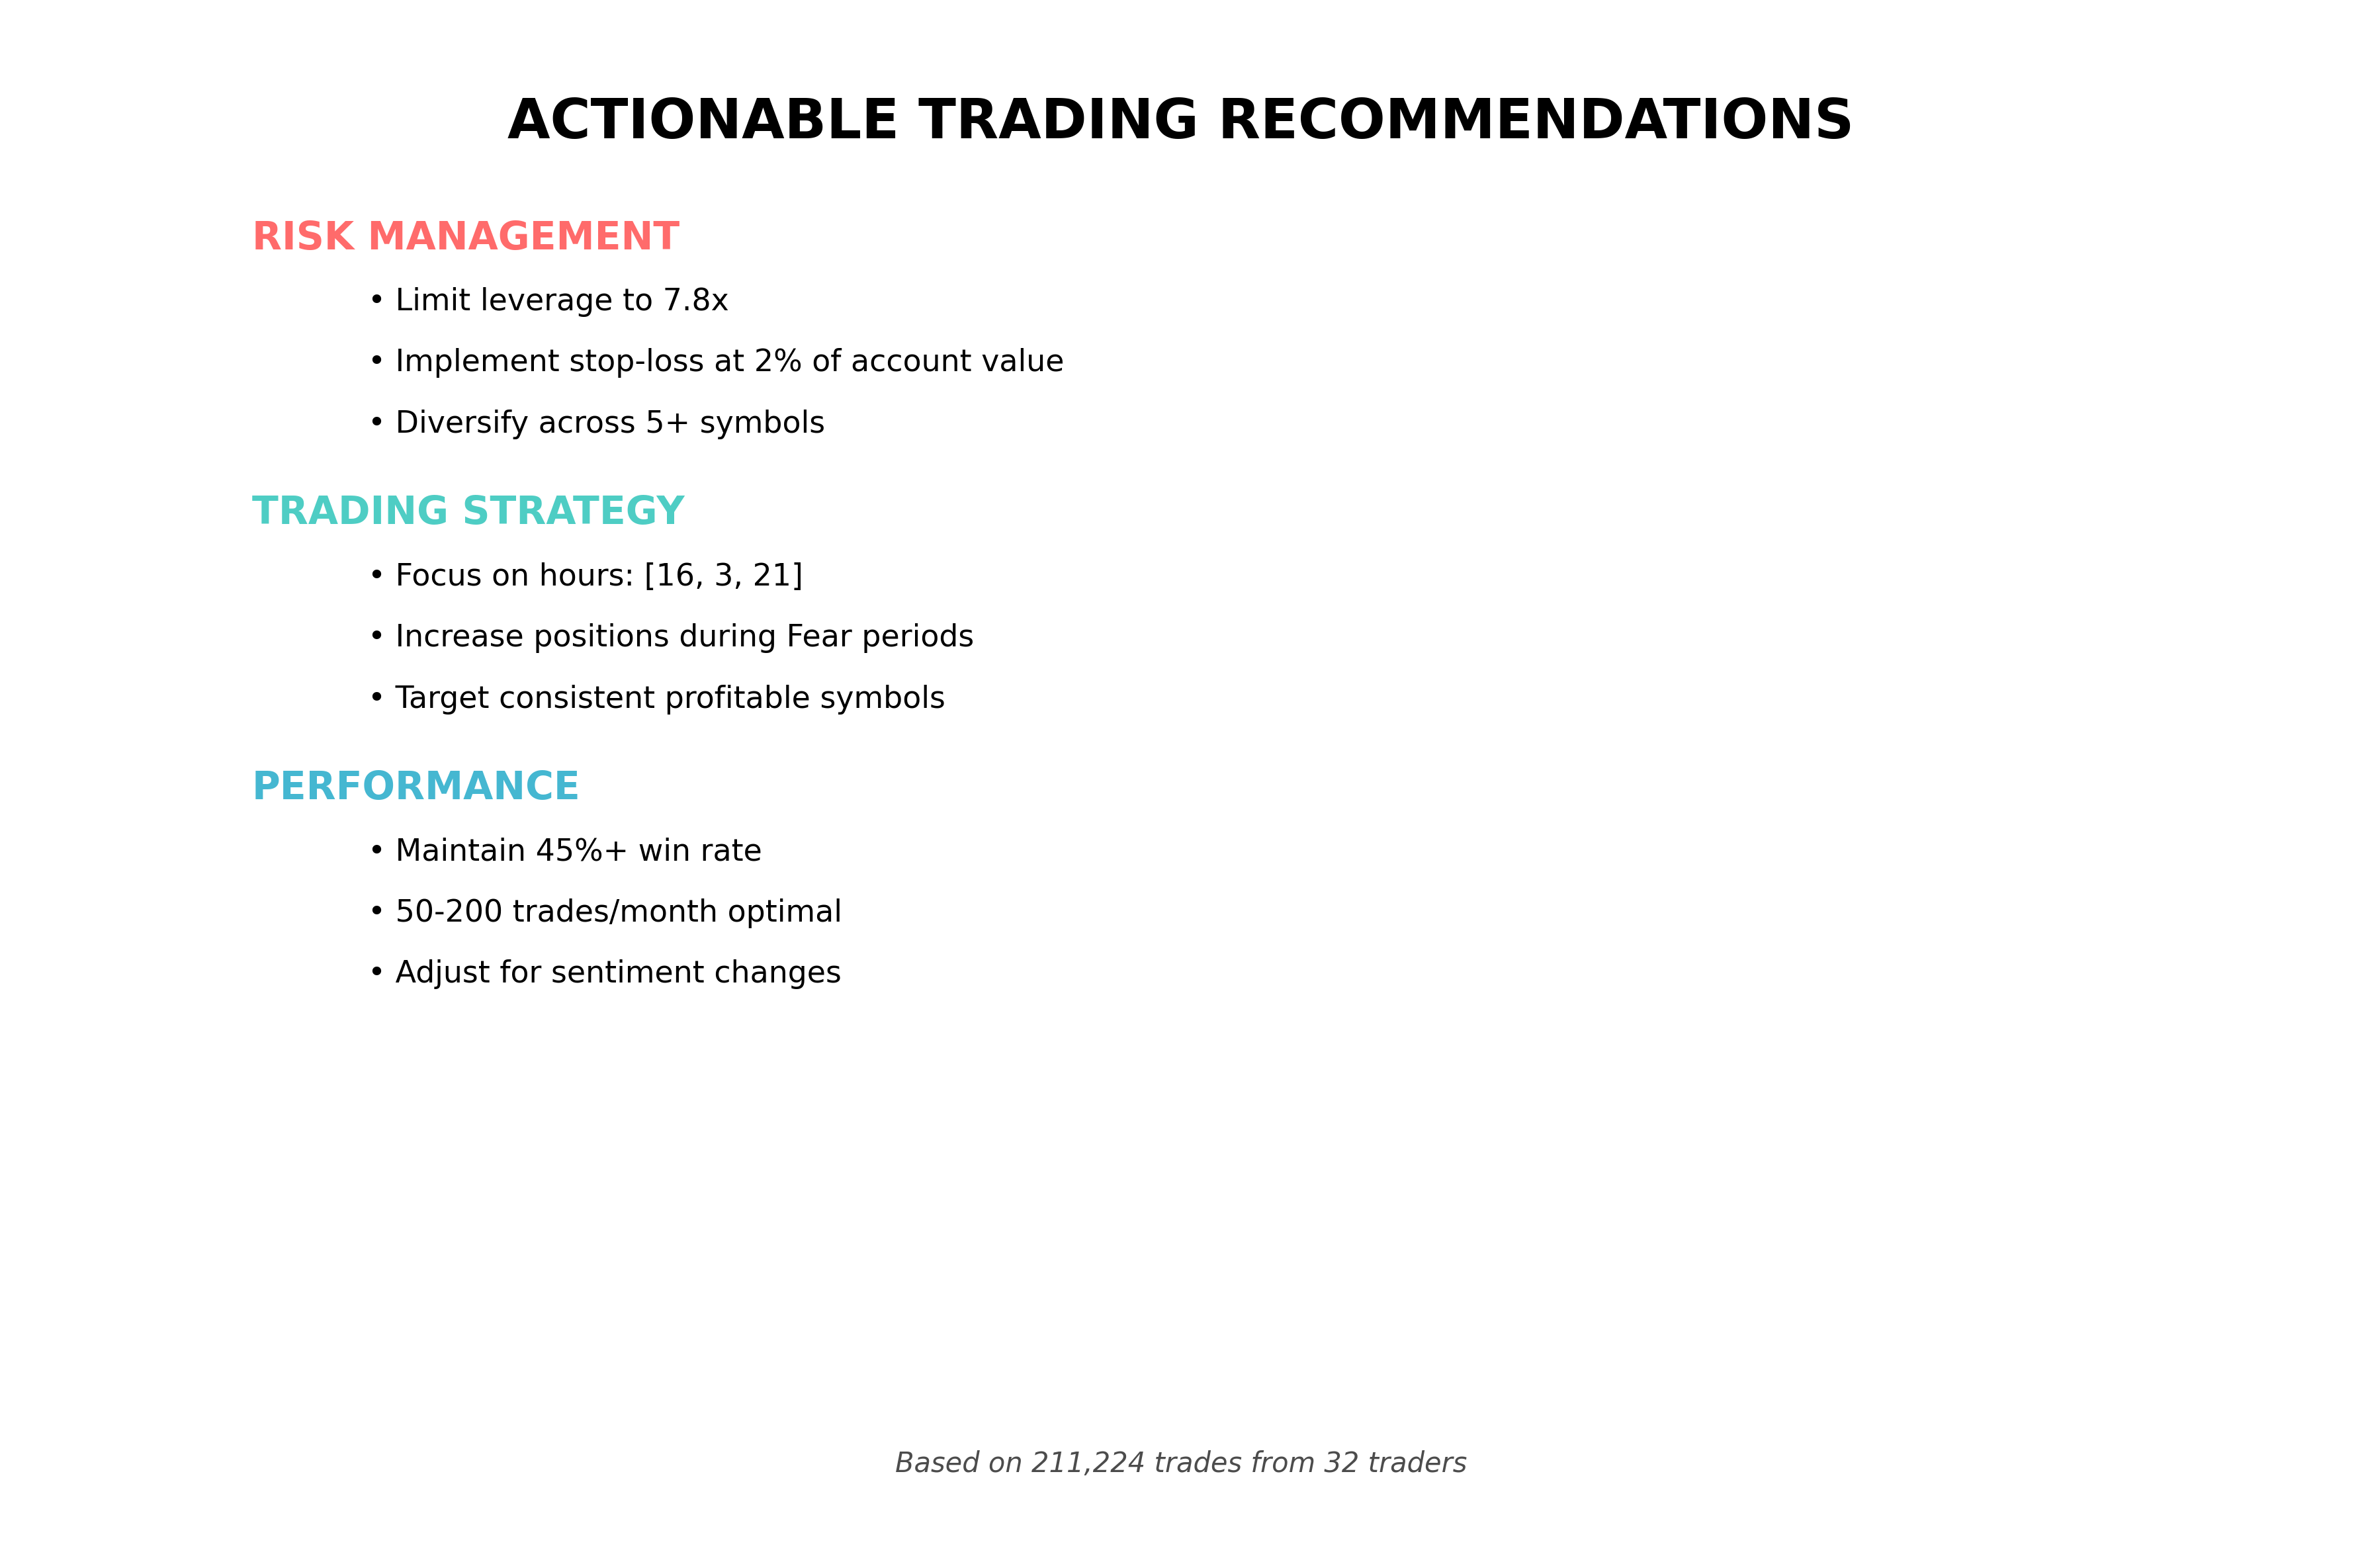 ACTIONABLE TRADING RECOMMENDATIONS
RISK MANAGEMENT
• Limit leverage to 7.8x
• Implement stop-loss at 2% of account value
• Diversify across 5+ symbols
TRADING STRATEGY
• Focus on hours: [16, 3, 21]
• Increase positions during Fear periods
• Target consistent profitable symbols
PERFORMANCE
• Maintain 45%+ win rate
• 50-200 trades/month optimal
• Adjust for sentiment changes
Based on 211,224 trades from 32 traders